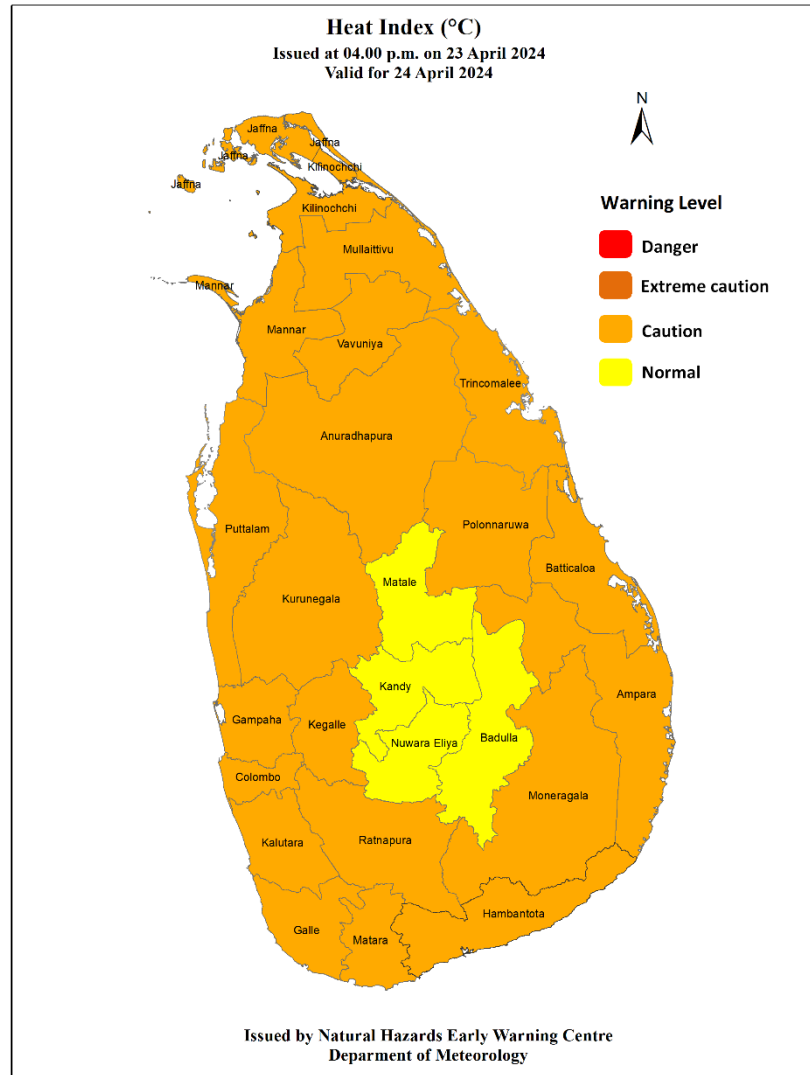 Heat Index (°C)
Issued at 04.00 p.m. on 23 April 2024
Valid for 24 April 2024
N
Warning Level
Danger
Extreme caution
Caution
Normal
Jaffna
Jaffna
Jaffna
Kilinochchi
Jaffna
Kilinochchi
Mullaittivu
Mannar
Mannar
Vavuniya
Trincomalee
Anuradhapura
Puttalam
Polonnaruwa
Batticaloa
Matale
Kurunegala
Kandy
Ampara
Gampaha
Kegalle
Nuwara Eliya
Badulla
Colombo
Moneragala
Kalutara
Ratnapura
Hambantota
Galle
Matara
Issued by Natural Hazards Early Warning Centre
Deparment of Meteorology